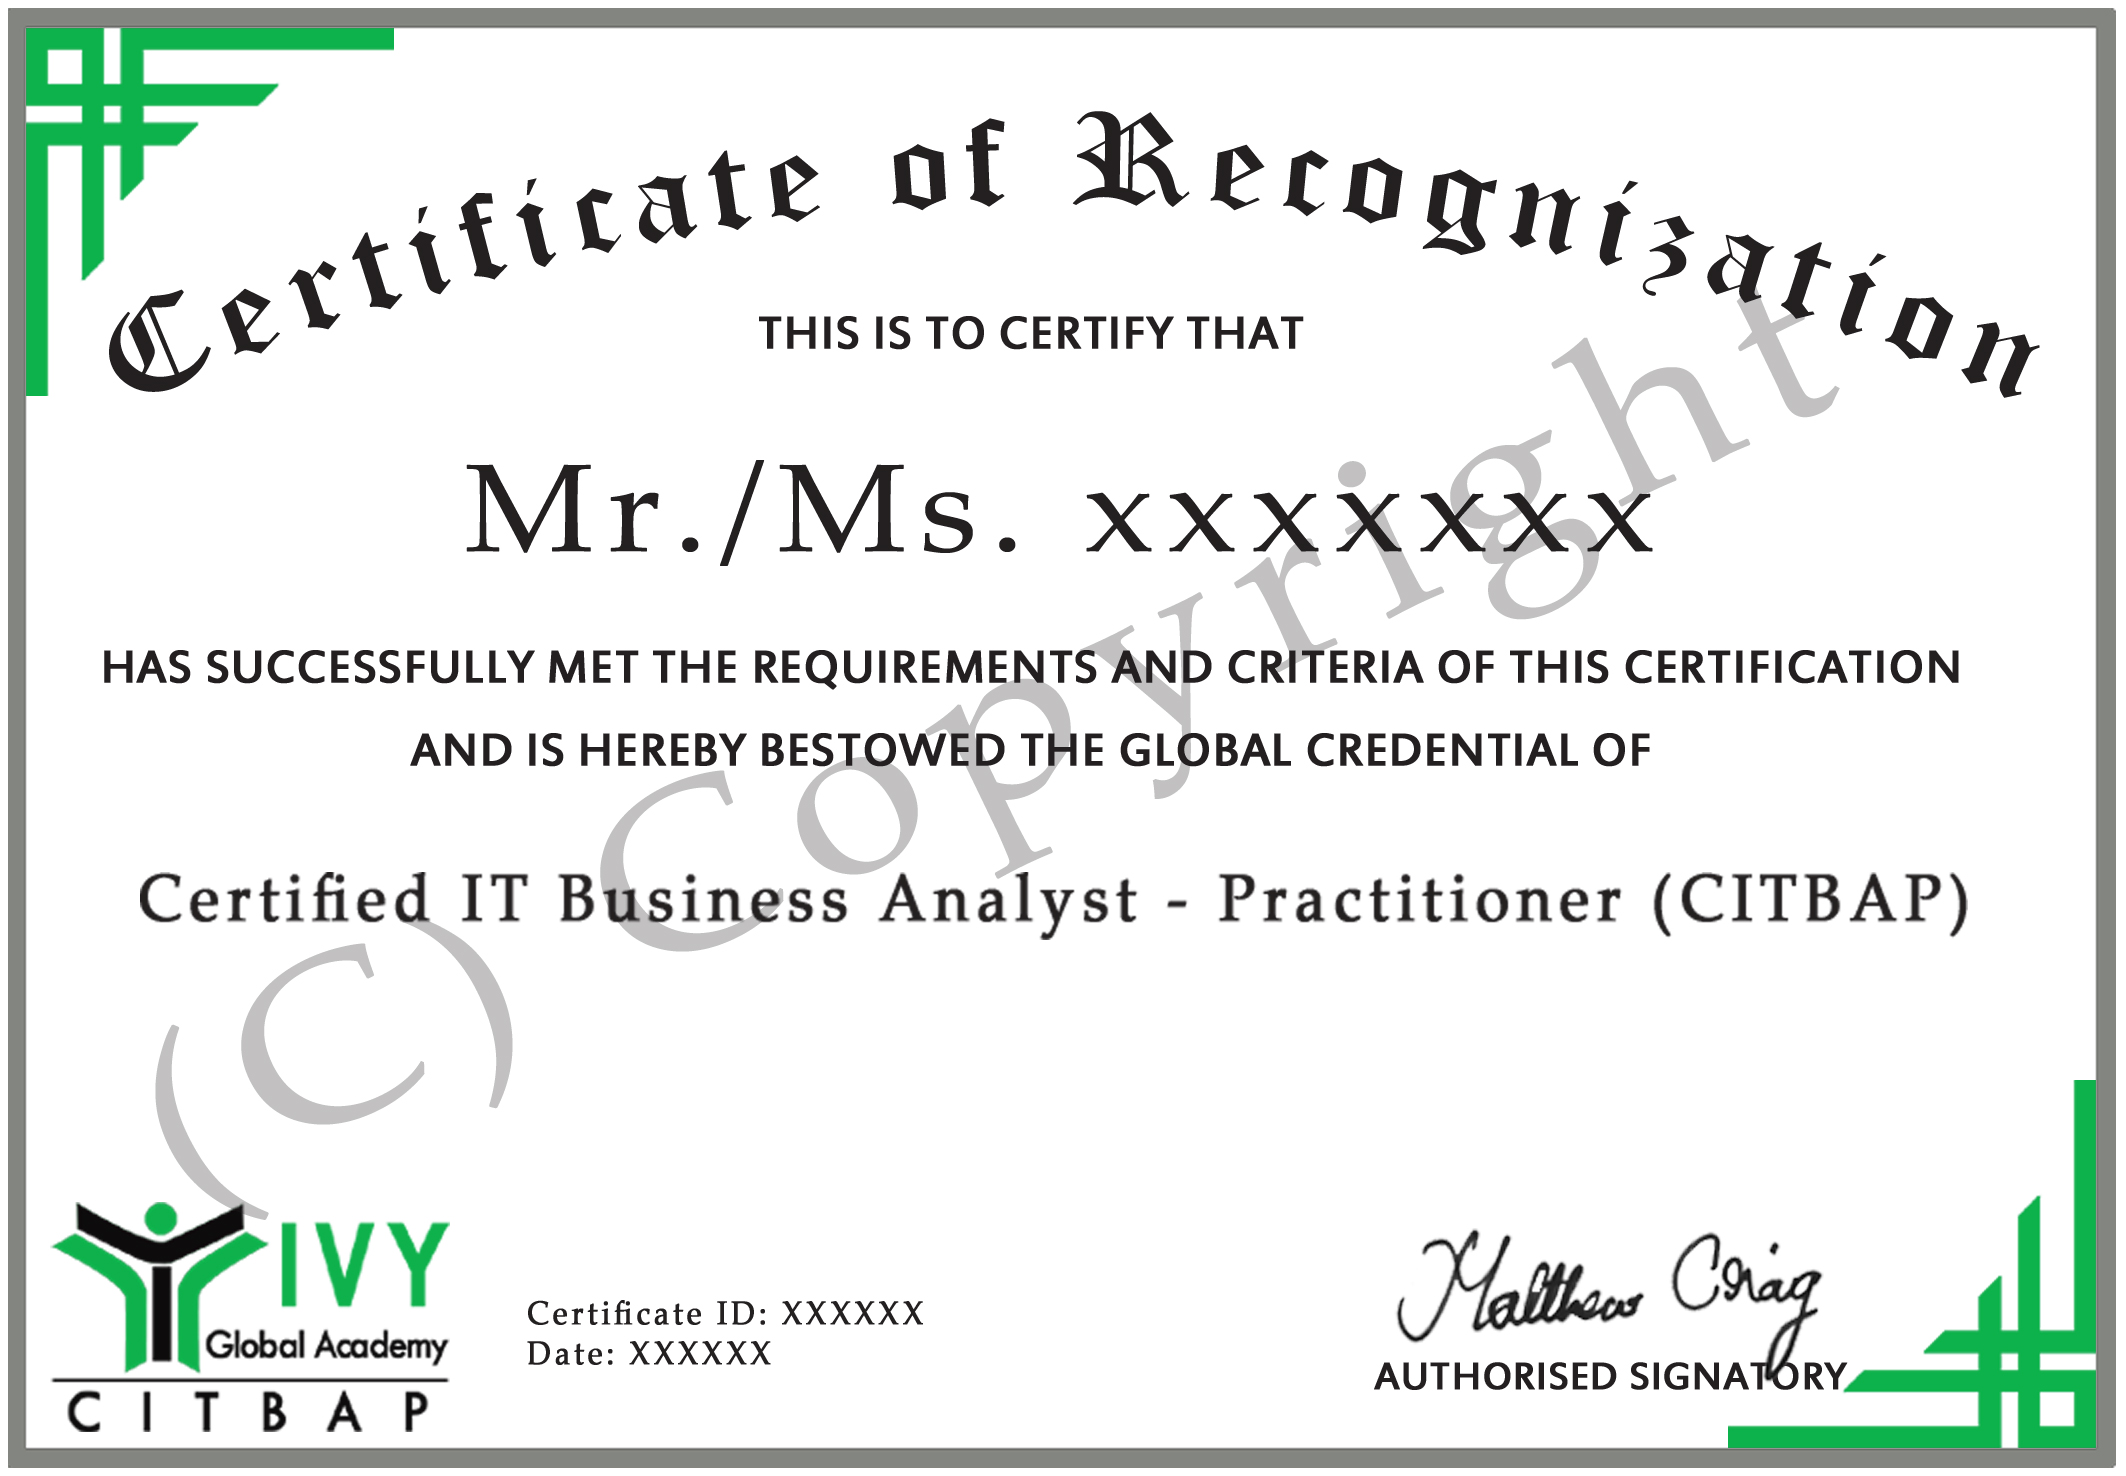 Certificate of Recognization
THIS IS TO CERTIFY THAT
Mr./Ms. xxxxxxx
HAS SUCCESSFULLY MET THE REQUIREMENTS AND CRITERIA OF THIS CERTIFICATION
AND IS HEREBY BESTOWED THE GLOBAL CREDENTIAL OF
Certified IT Business Analyst - Practitioner (CITBAP)
(C) Copyright
IVY
Global Academy
CITBAP
Certificate ID: XXXXXX
Date: XXXXXX
Matthew Craig
AUTHORISED SIGNATORY